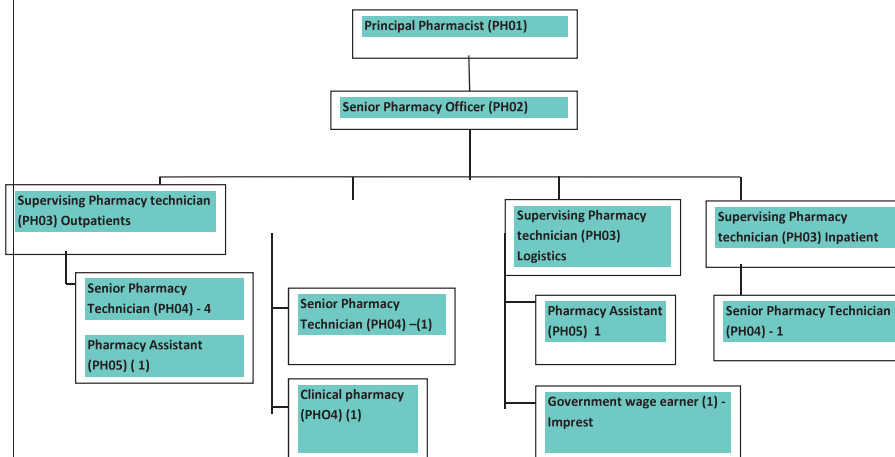 Principal Pharmacist (PH01)
Senior Pharmacy Officer (PH02)
Supervising Pharmacy technician
(PH03) Outpatients
Supervising Pharmacy
technician (PH03)
Logistics
Supervising Pharmacy
technician (PH03) Inpatient
Senior Pharmacy
Technician (PH04) - 4
Pharmacy Assistant
(PH05) ( 1)
Senior Pharmacy
Technician (PH04) –(1)
Clinical pharmacy
(PHO4) (1)
Pharmacy Assistant
(PH05)  1
Government wage earner (1) -
Imprest
Senior Pharmacy Technician
(PH04) - 1